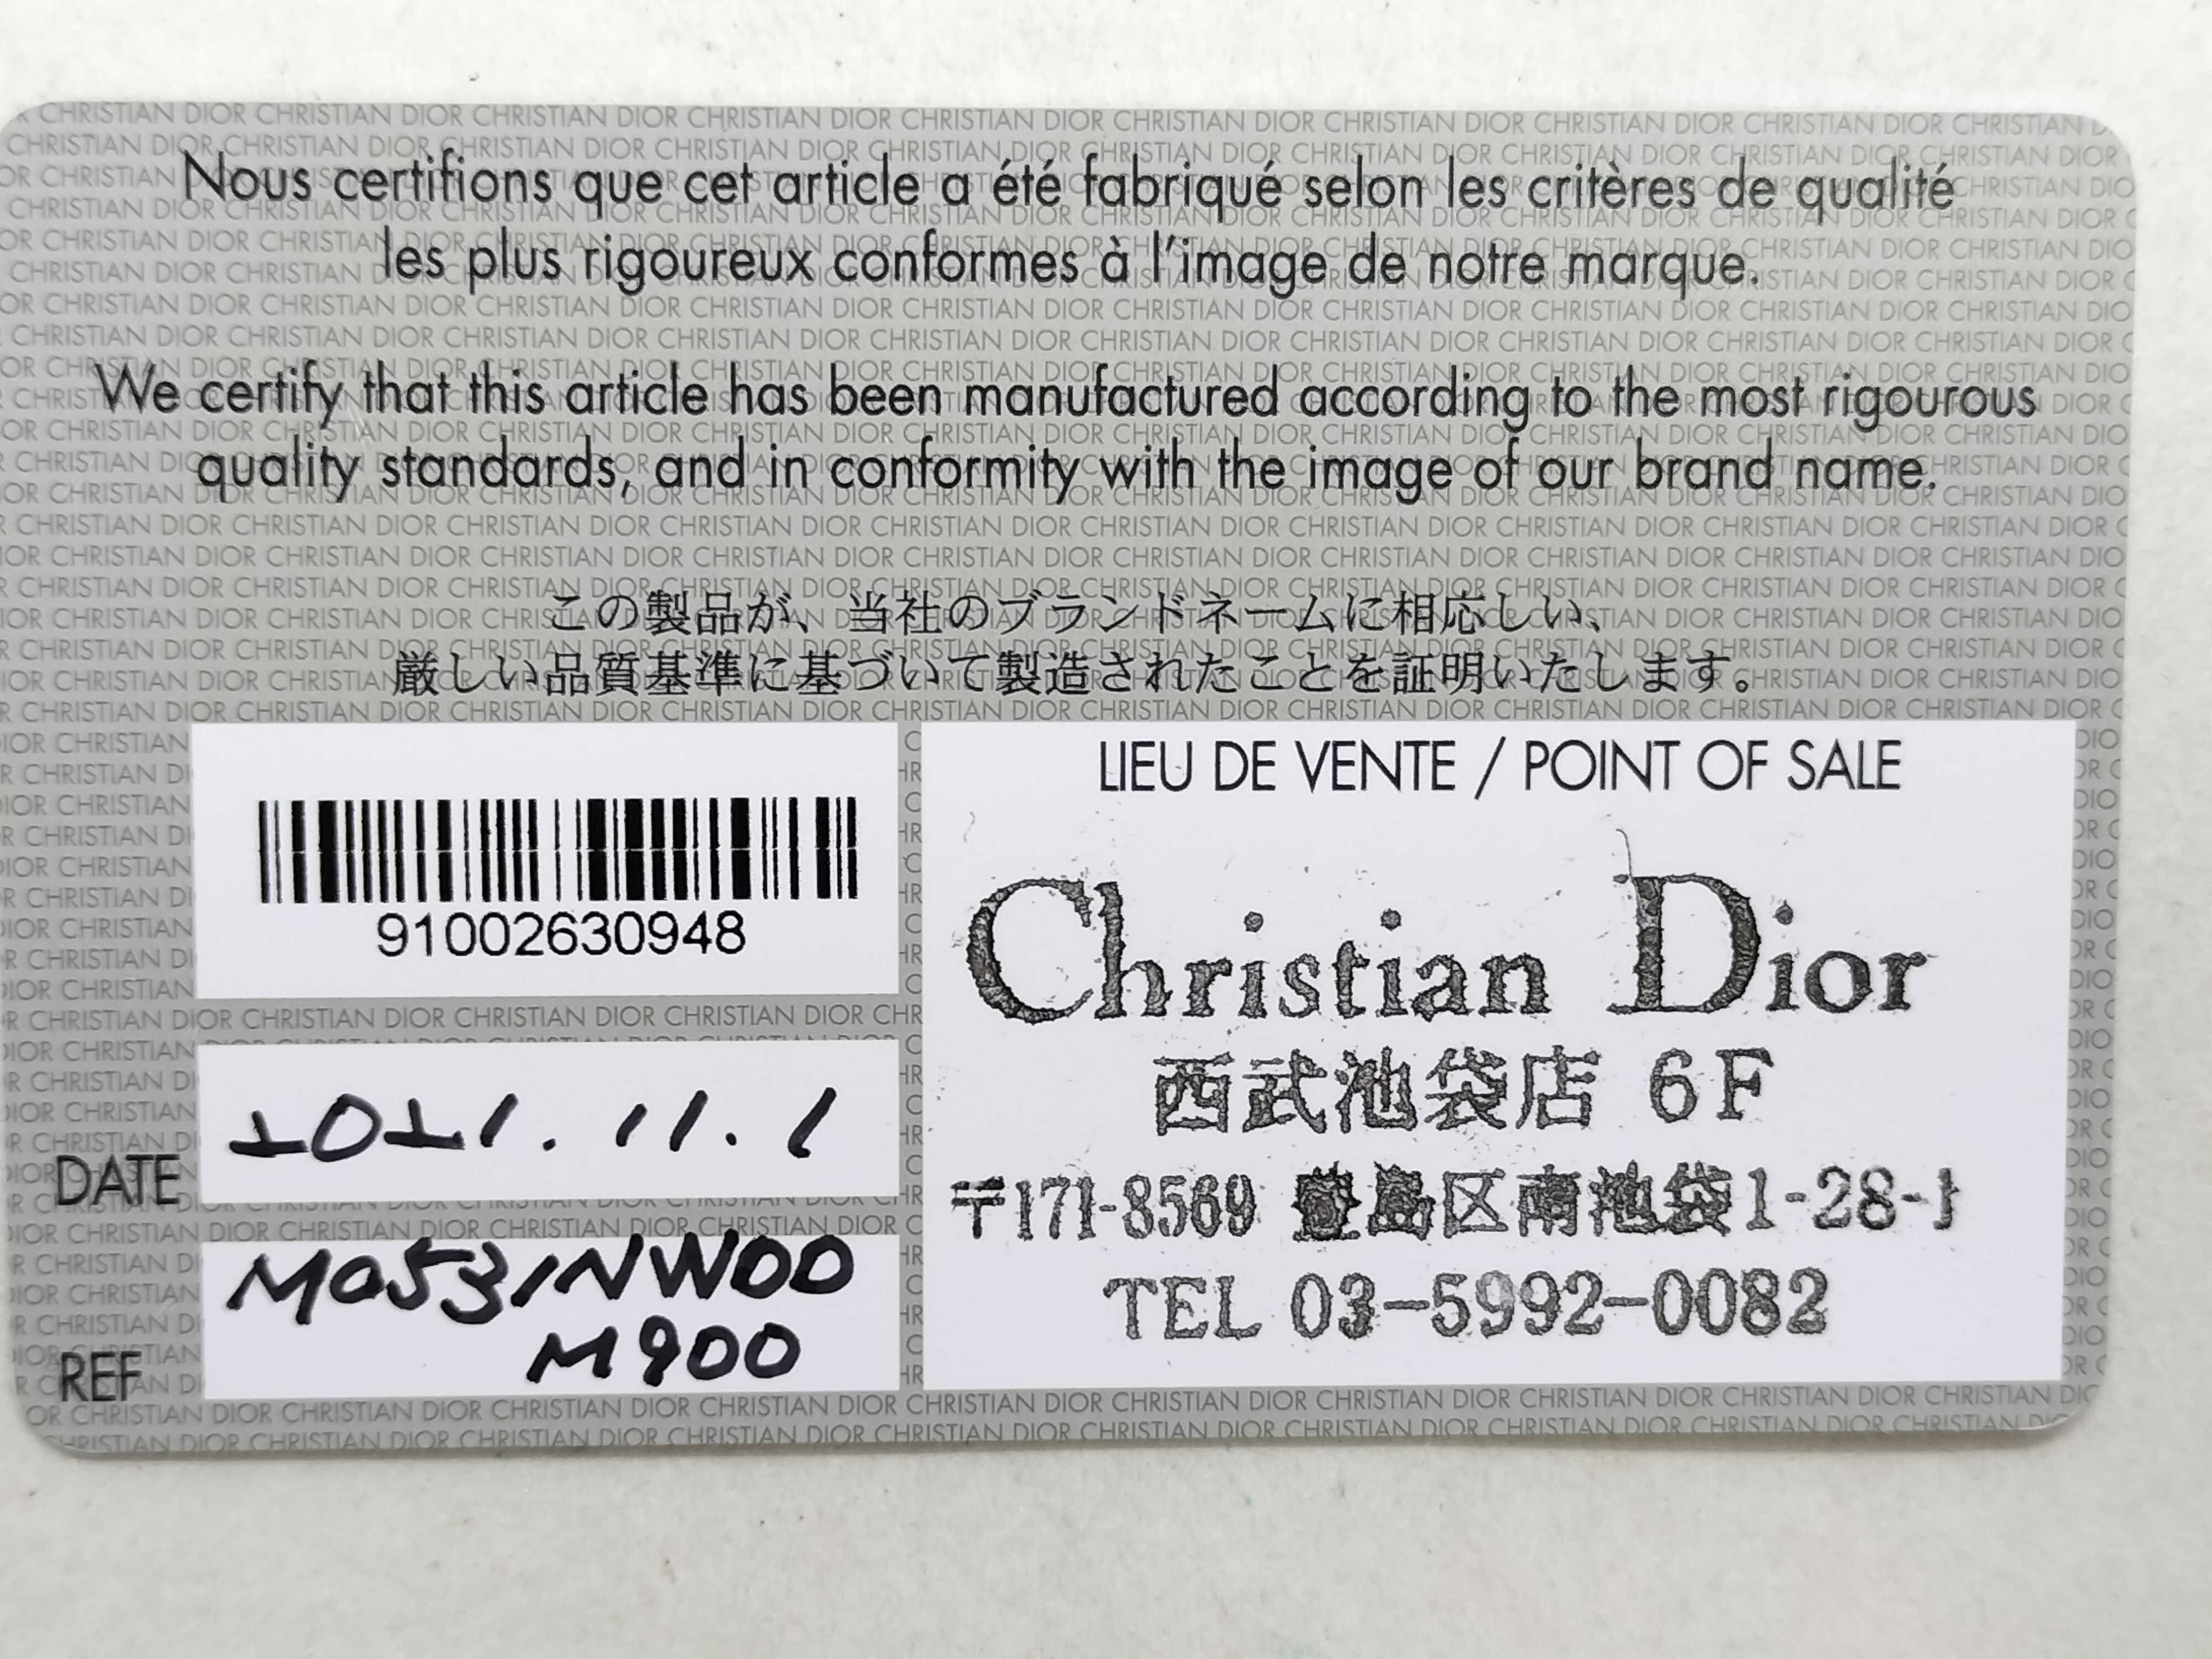 Nous certifions que cet article a été fabriqué selon les critères de qualité
les plus rigoureux conformes à l'image de notre marque.
We certify that this article has been manufactured according to the most rigourous
quality standards, and in conformity with the image of our brand name.
この製品が、当社のブランドネームに相応しい、
厳しい品質基準に基づいて製造されたことを証明いたします。
91002630948
DATE 2021.11.1
REF M0531NW00
M900
LIEU DE VENTE / POINT OF SALE
Christian Dior
西武池袋店 6F
〒171-8569 豊島区南池袋1-28-1
TEL 03-5992-0082